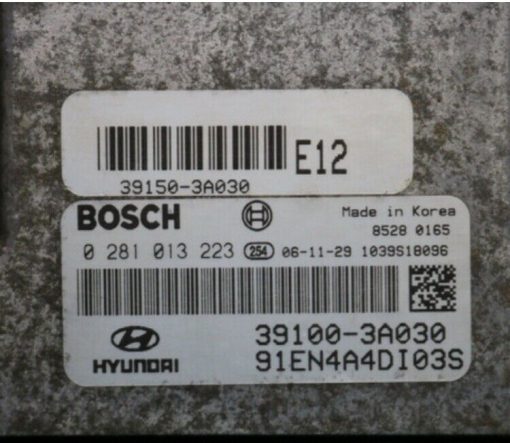 E12
39150-3A030
BOSCH
Made in Korea
8528 0165
0 281 013 223 254 06-11-29 1039S18096
39100-3A030
HYUNDAI
91EN4A4DI03S